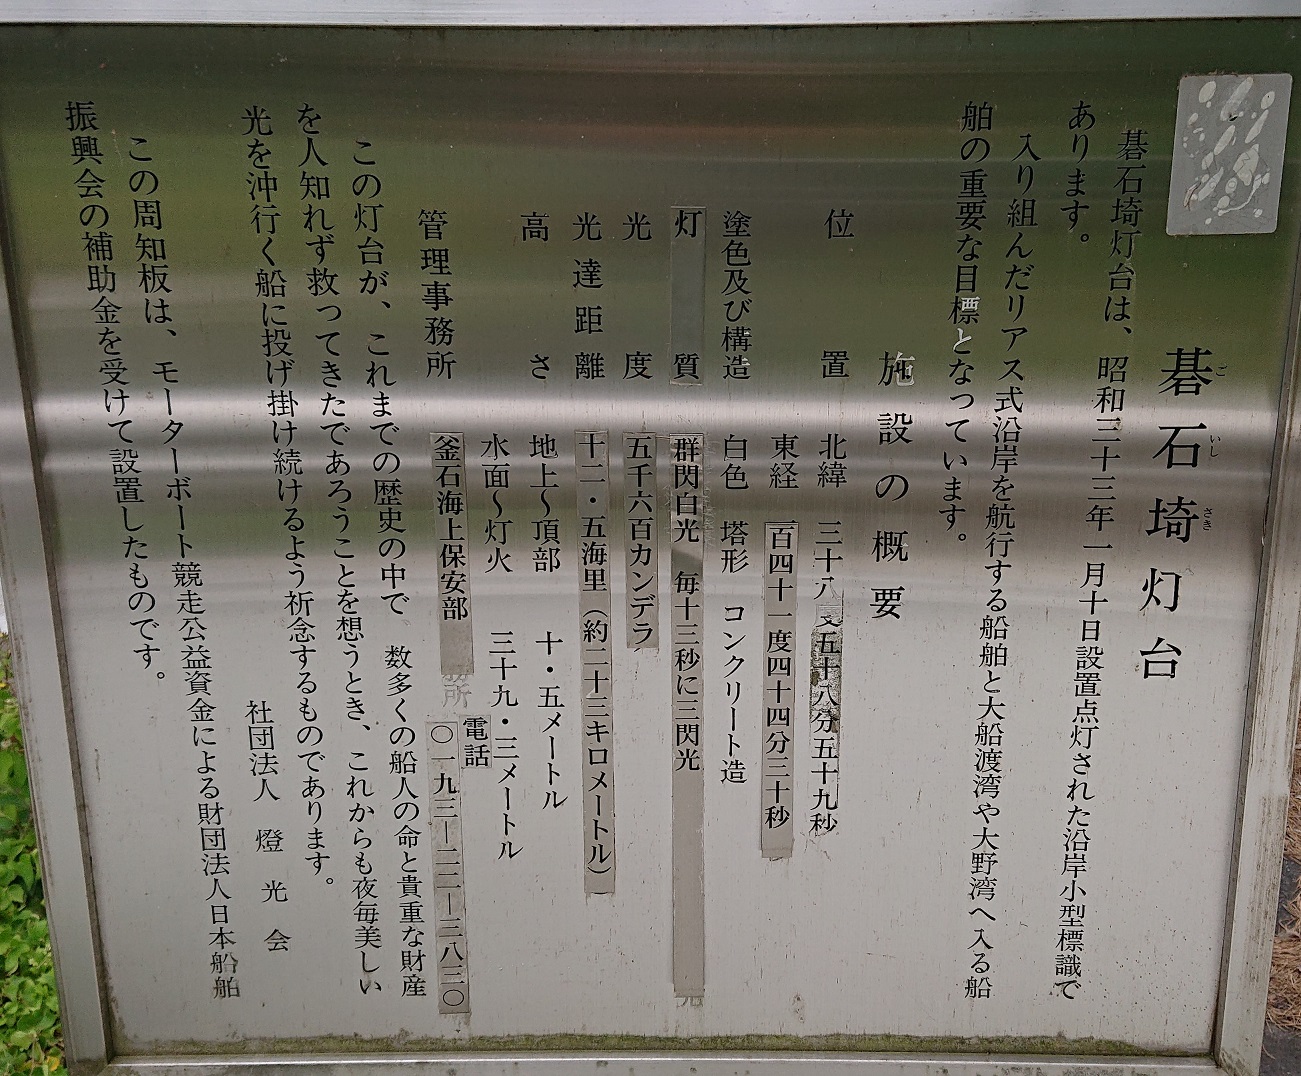 碁石埼灯台
ごいしさき
碁石埼灯台は、昭和三十三年一月十日設置点灯された沿岸小型標識で
あります。
入り組んだリアス式沿岸を航行する船舶と大船渡湾や大野湾へ入る船
舶の重要な目標となっています。
施設の概要
位置 北緯 三十八度五十八分五十九秒
東経 百四十一度四十四分三十秒
塗色及び構造 白色 塔形 コンクリート造
灯質 群閃白光 毎十三秒に三閃光
光度 五千六百カンデラ
光達距離 十二・五海里(約二十三キロメートル)
高さ 地上〜頂部 十・五メートル
水面〜灯火 三十九・三メートル
管理事務所 釜石海上保安部
電話
〇一九三ー二二ー三八三〇
この灯台が、これまでの歴史の中で 数多くの船人の命と貴重な財産
を人知れず救つてきたであろうことを想うとき、これからも夜毎美しい
光を沖行く船に投げ掛け続けるよう祈念するものであります。
社団法人 燈光会
この周知板は、モーターボート競走公益資金による財団法人日本船舶
振興会の補助金を受けて設置したものです。